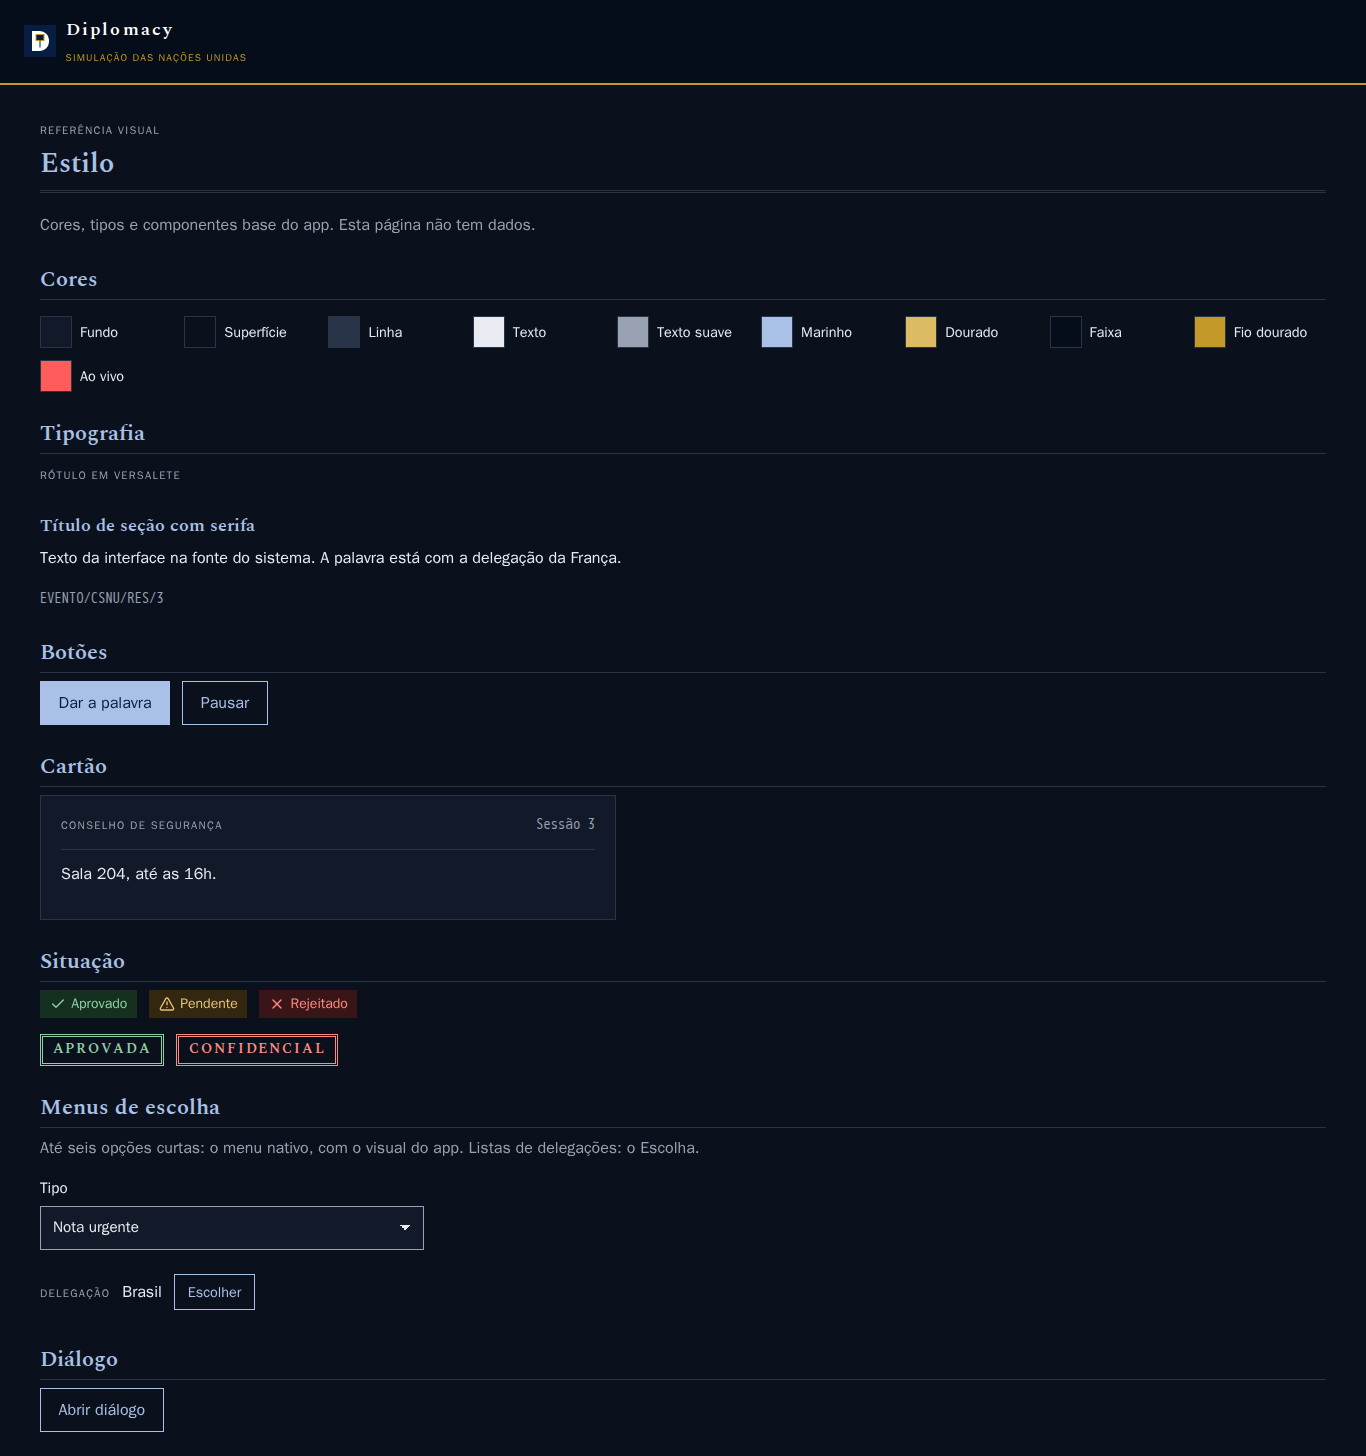 Diplomacy
SIMULAÇÃO DAS NAÇÕES UNIDAS
REFERÊNCIA VISUAL
Estilo
Cores, tipos e componentes base do app. Esta página não tem dados.
Cores
Fundo
Superfície
Linha
Texto
Texto suave
Marinho
Dourado
Faixa
Fio dourado
Ao vivo
Tipografia
RÓTULO EM VERSALETE
Título de seção com serifa
Texto da interface na fonte do sistema. A palavra está com a delegação da França.
EVENTO/CSNU/RES/3
Botões
Dar a palavra
Pausar
Cartão
CONSELHO DE SEGURANÇA
Sessão 3
Sala 204, até as 16h.
Situação
Aprovado
Pendente
Rejeitado
APROVADA
CONFIDENCIAL
Menus de escolha
Até seis opções curtas: o menu nativo, com o visual do app. Listas de delegações: o Escolha.
Tipo
Nota urgente
DELEGAÇÃO
Brasil
Escolher
Diálogo
Abrir diálogo